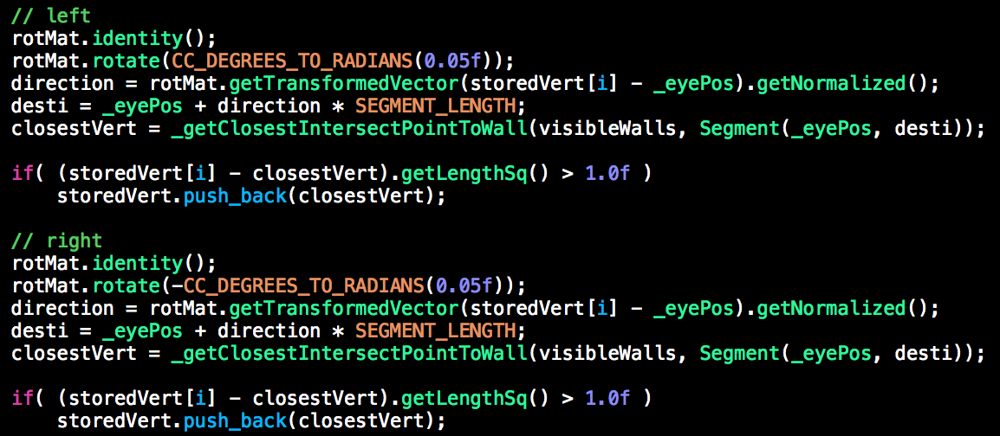 // left
rotMat.identity();
rotMat.rotate(CC_DEGREES_TO_RADIANS(0.05f));
direction = rotMat.getTransformedVector(storedVert[i] - _eyePos).getNormalized();
desti = _eyePos + direction * SEGMENT_LENGTH;
closestVert = _getClosestIntersectPointToWall(visibleWalls, Segment(_eyePos, desti));

if( (storedVert[i] - closestVert).getLengthSq() > 1.0f )
    storedVert.push_back(closestVert);

// right
rotMat.identity();
rotMat.rotate(-CC_DEGREES_TO_RADIANS(0.05f));
direction = rotMat.getTransformedVector(storedVert[i] - _eyePos).getNormalized();
desti = _eyePos + direction * SEGMENT_LENGTH;
closestVert = _getClosestIntersectPointToWall(visibleWalls, Segment(_eyePos, desti));

if( (storedVert[i] - closestVert).getLengthSq() > 1.0f )
    storedVert.push_back(closestVert);